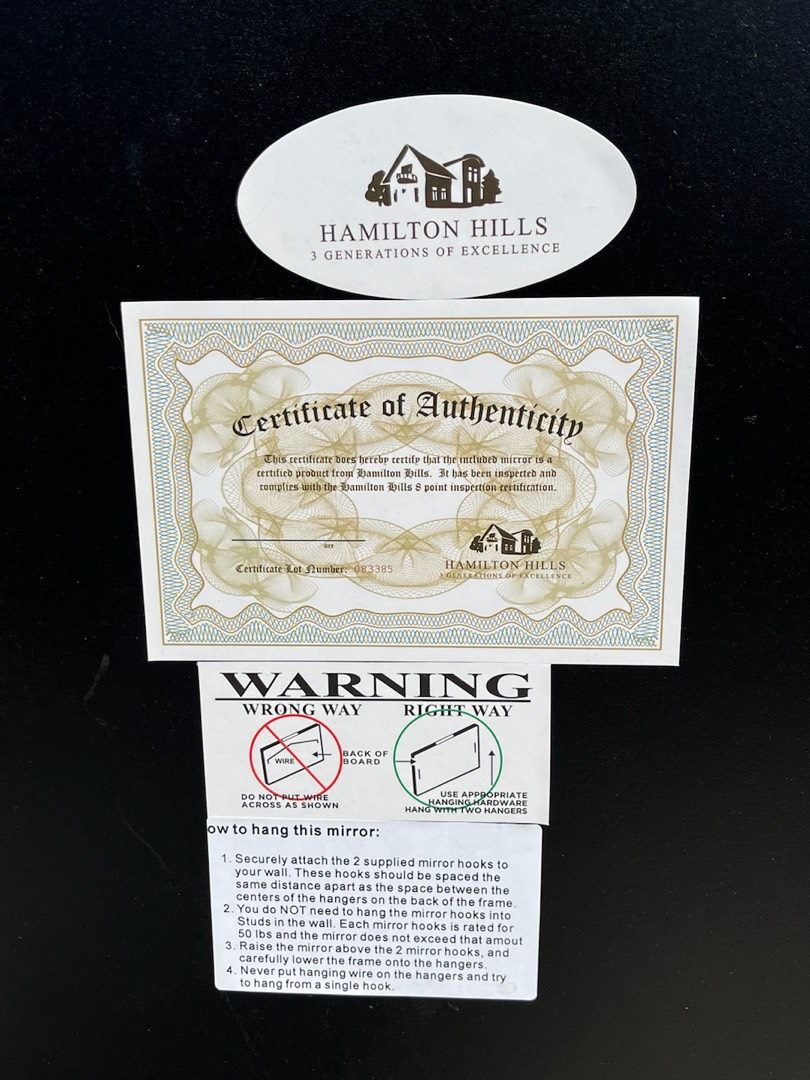 HAMILTON HILLS
3 GENERATIONS OF EXCELLENCE
Certificate of Authenticity
This certificate does hereby certify that the included mirror is a
certified product from Hamilton Hills. It has been inspected and
complies with the Hamilton Hills 8 point inspection certification.
Certificate Lot Number: 083385
HAMILTON HILLS
3 GENERATIONS OF EXCELLENCE
WARNING
WRONG WAY
RIGHT WAY
WIRE
BACK OF
BOARD
DO NOT PUT WIRE
ACROSS AS SHOWN
USE APPROPRIATE
HANGING HARDWARE
HANG WITH TWO HANGERS
ow to hang this mirror:
1. Securely attach the 2 supplied mirror hooks to
your wall. These hooks should be spaced the
same distance apart as the space between the
centers of the hangers on the back of the frame.
2. You do NOT need to hang the mirror hooks into
Studs in the wall. Each mirror hooks is rated for
50 lbs and the mirror does not exceed that amout
3. Raise the mirror above the 2 mirror hooks, and
carefully lower the frame onto the hangers.
4. Never put hanging wire on the hangers and try
to hang from a single hook.